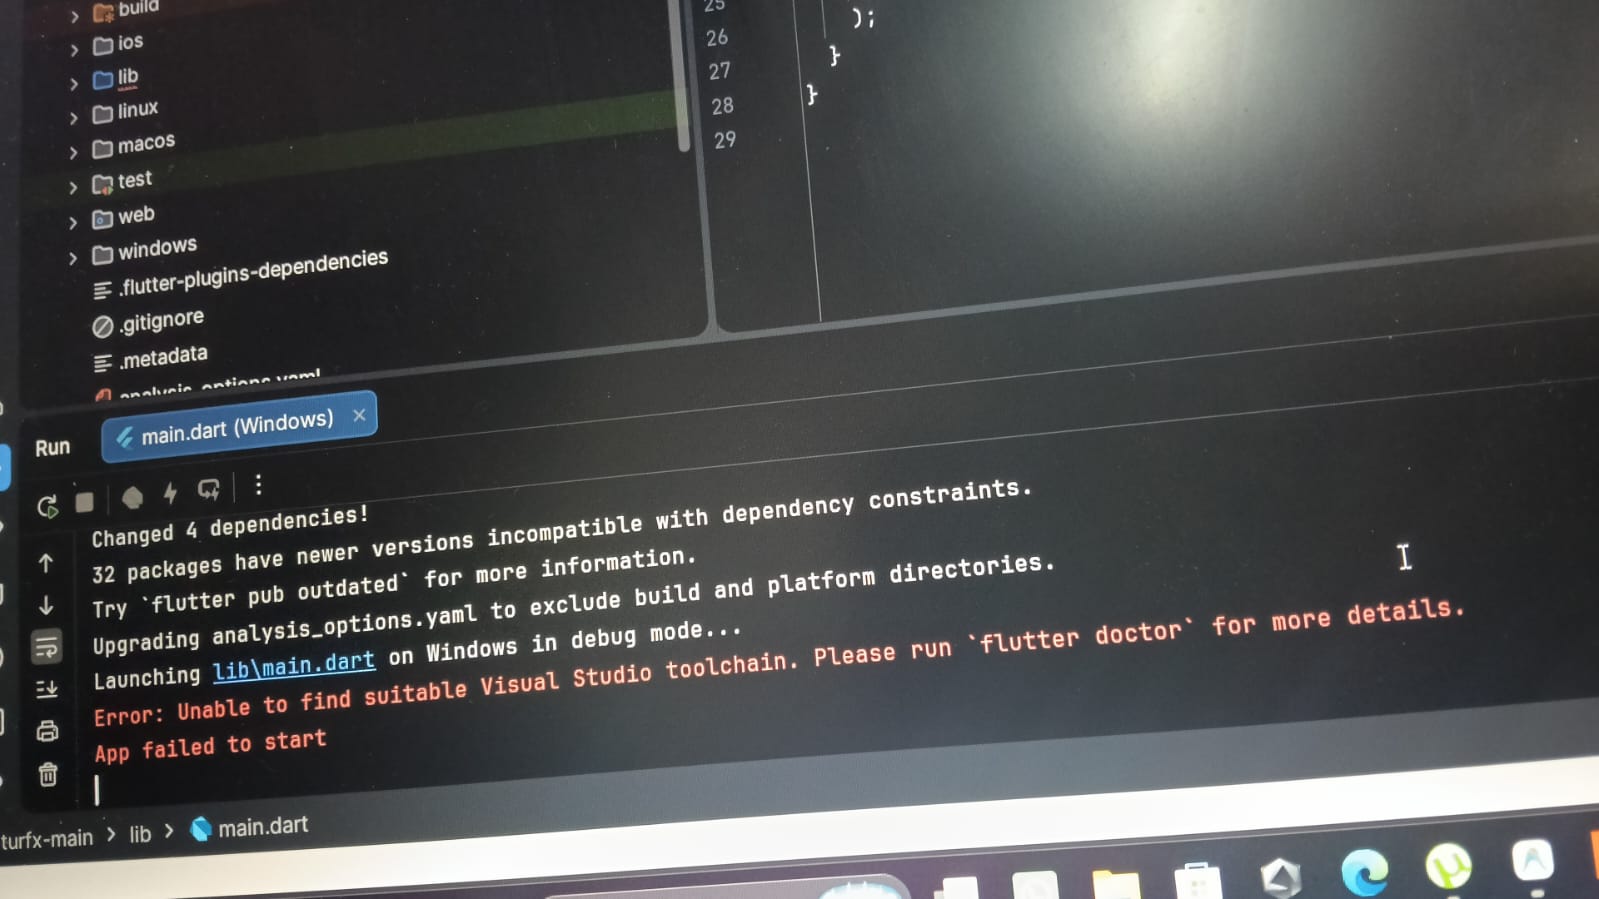 build
ios
lib
linux
macos
test
web
windows
.flutter-plugins-dependencies
.gitignore
.metadata
analysis_options.yaml
25
26
27
28
29
);
}
}
Run
main.dart (Windows)
Changed 4 dependencies!
32 packages have newer versions incompatible with dependency constraints.
Try `flutter pub outdated` for more information.
Upgrading analysis_options.yaml to exclude build and platform directories.
Launching lib\main.dart on Windows in debug mode...
Error: Unable to find suitable Visual Studio toolchain. Please run `flutter doctor` for more details.
App failed to start
turfx-main > lib > main.dart